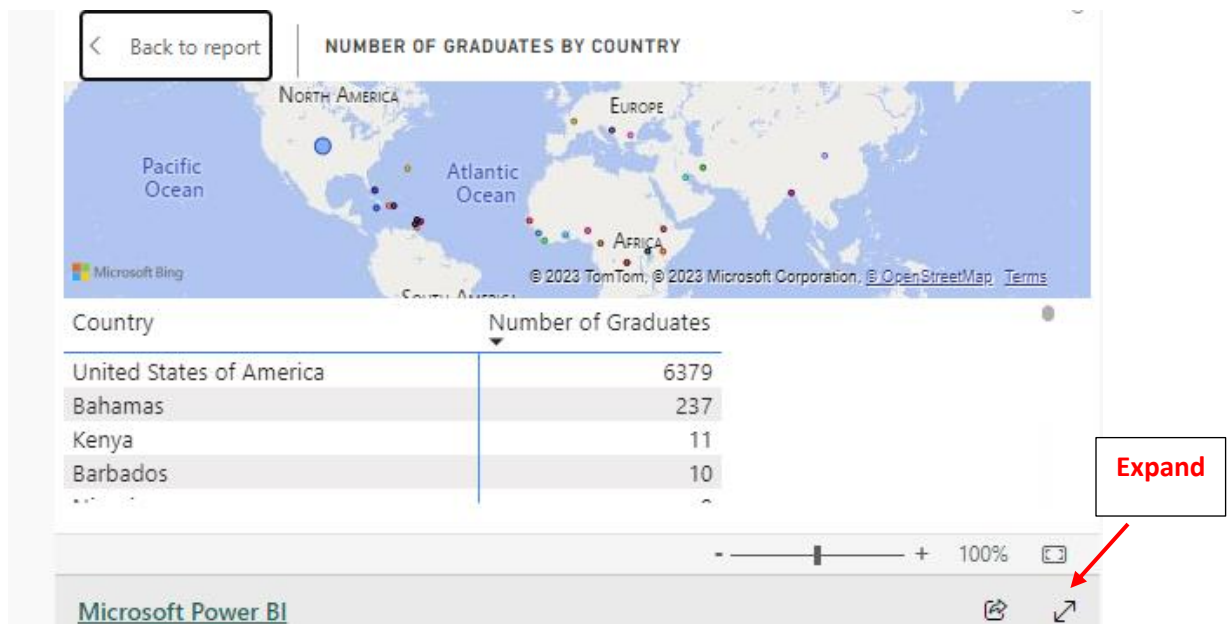 Back to report
NUMBER OF GRADUATES BY COUNTRY
NORTH AMERICA
EUROPE
Pacific
Ocean
Atlantic
Ocean
AFRICA
Microsoft Bing
© 2023 TomTom, © 2023 Microsoft Corporation, © OpenStreetMap Terms
Country Number of Graduates
United States of America 6379
Bahamas 237
Kenya 11
Barbados 10
Expand
- + 100%
Microsoft Power BI